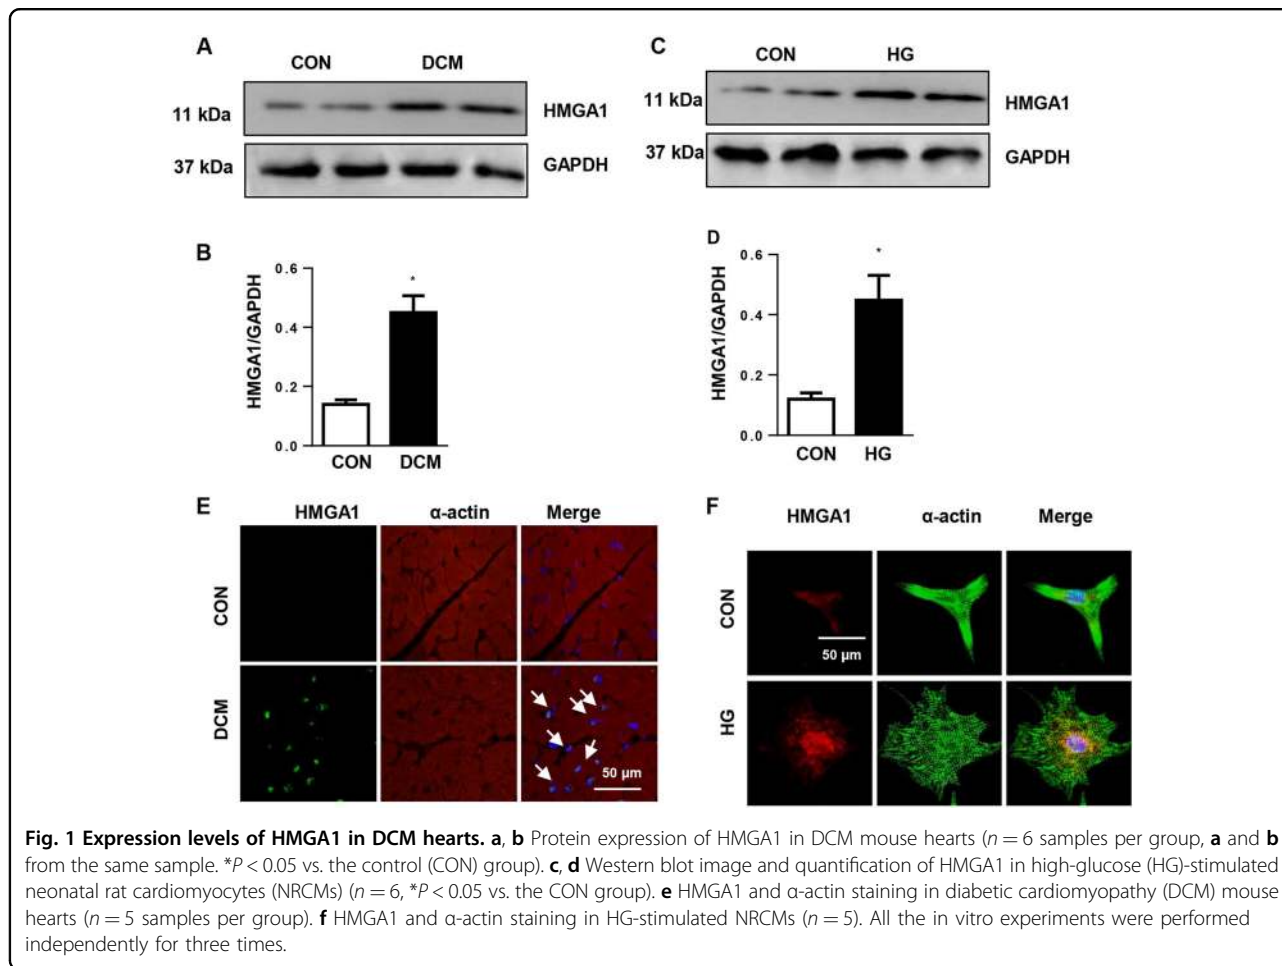 A
CON DCM
11 kDa HMGA1
37 kDa GAPDH
C
CON HG
11 kDa HMGA1
37 kDa GAPDH
B
HMGA1/GAPDH
0.6
0.4
0.2
0.0
*
CON DCM
D
HMGA1/GAPDH
0.6
0.4
0.2
0.0
*
CON HG
E
HMGA1 α-actin Merge
CON
DCM
50 μm
F
HMGA1 α-actin Merge
CON
50 μm
HG
Fig. 1 Expression levels of HMGA1 in DCM hearts. a, b Protein expression of HMGA1 in DCM mouse hearts (n = 6 samples per group, a and b
from the same sample. *P < 0.05 vs. the control (CON) group). c, d Western blot image and quantification of HMGA1 in high-glucose (HG)-stimulated
neonatal rat cardiomyocytes (NRCMs) (n = 6, *P < 0.05 vs. the CON group). e HMGA1 and α-actin staining in diabetic cardiomyopathy (DCM) mouse
hearts (n = 5 samples per group). f HMGA1 and α-actin staining in HG-stimulated NRCMs (n = 5). All the in vitro experiments were performed
independently for three times.